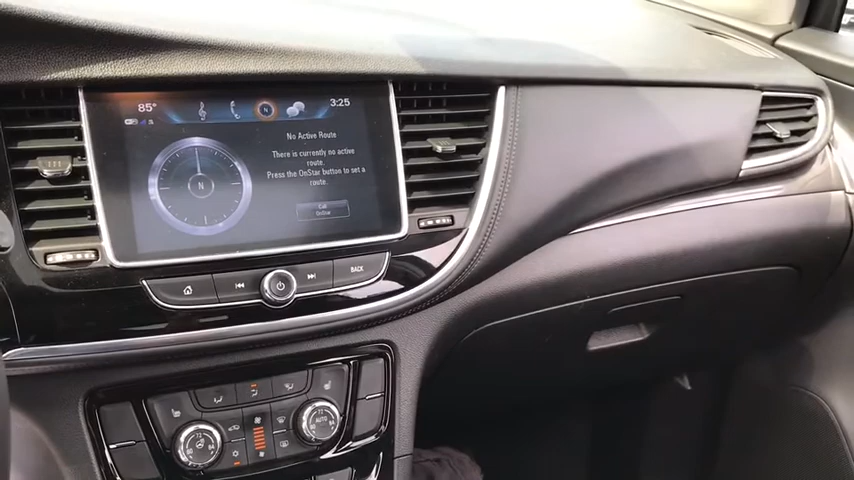 85°
3:25
No Active Route
There is currently no active
route.
Press the OnStar button to set a
route.
Call
OnStar
N
BACK
AUTO